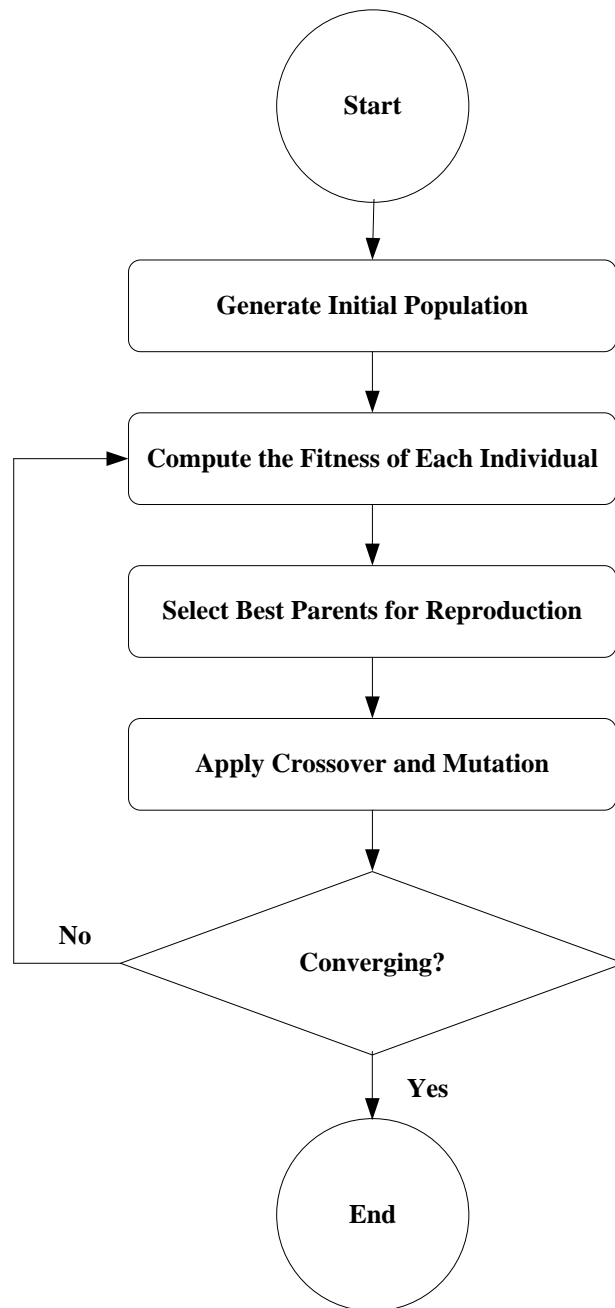 Start
Generate Initial Population
Compute the Fitness of Each Individual
Select Best Parents for Reproduction
Apply Crossover and Mutation
No
Converging?
Yes
End